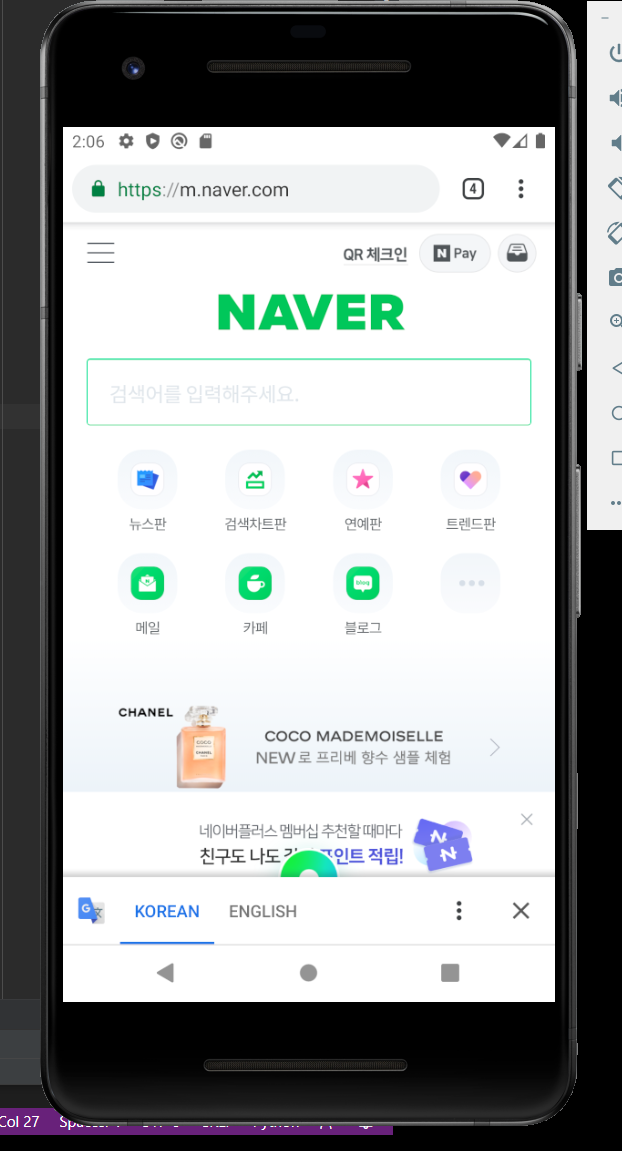 2:06
https://m.naver.com
4
QR 체크인
N Pay
NAVER
검색어를 입력해주세요.
뉴스판
검색차트판
연예판
트렌드판
메일
카페
blog
블로그
CHANEL
COCO
CHANEL
COCO MADEMOISELLE
NEW 로 프리베 향수 샘플 체험
네이버플러스 멤버십 추천할 때마다
친구도 나도 포인트 적립!
N
N
G 文
KOREAN
ENGLISH
Col 27